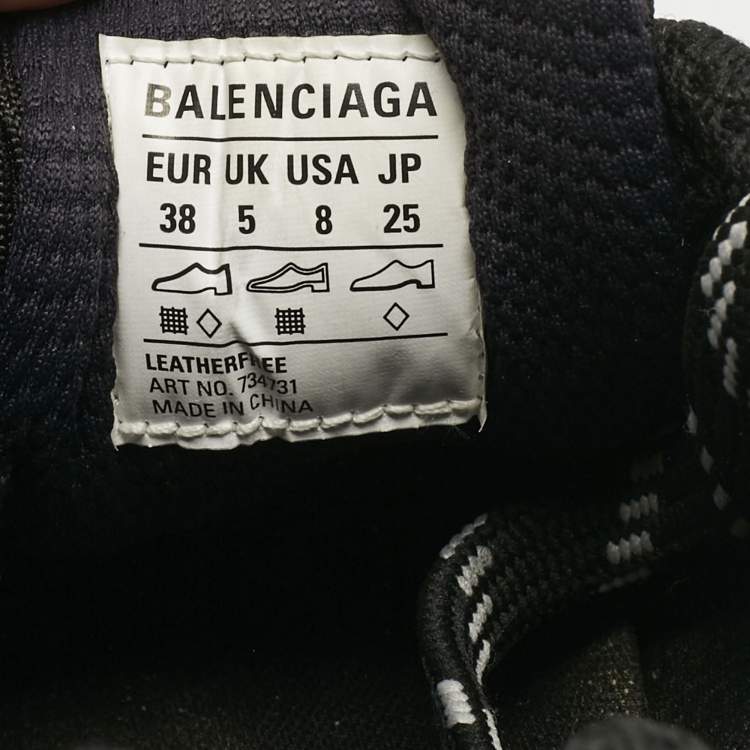 BALENCIAGA
EUR UK USA JP
38 5 8 25
LEATHERFREE
ART NO. 734731
MADE IN CHINA